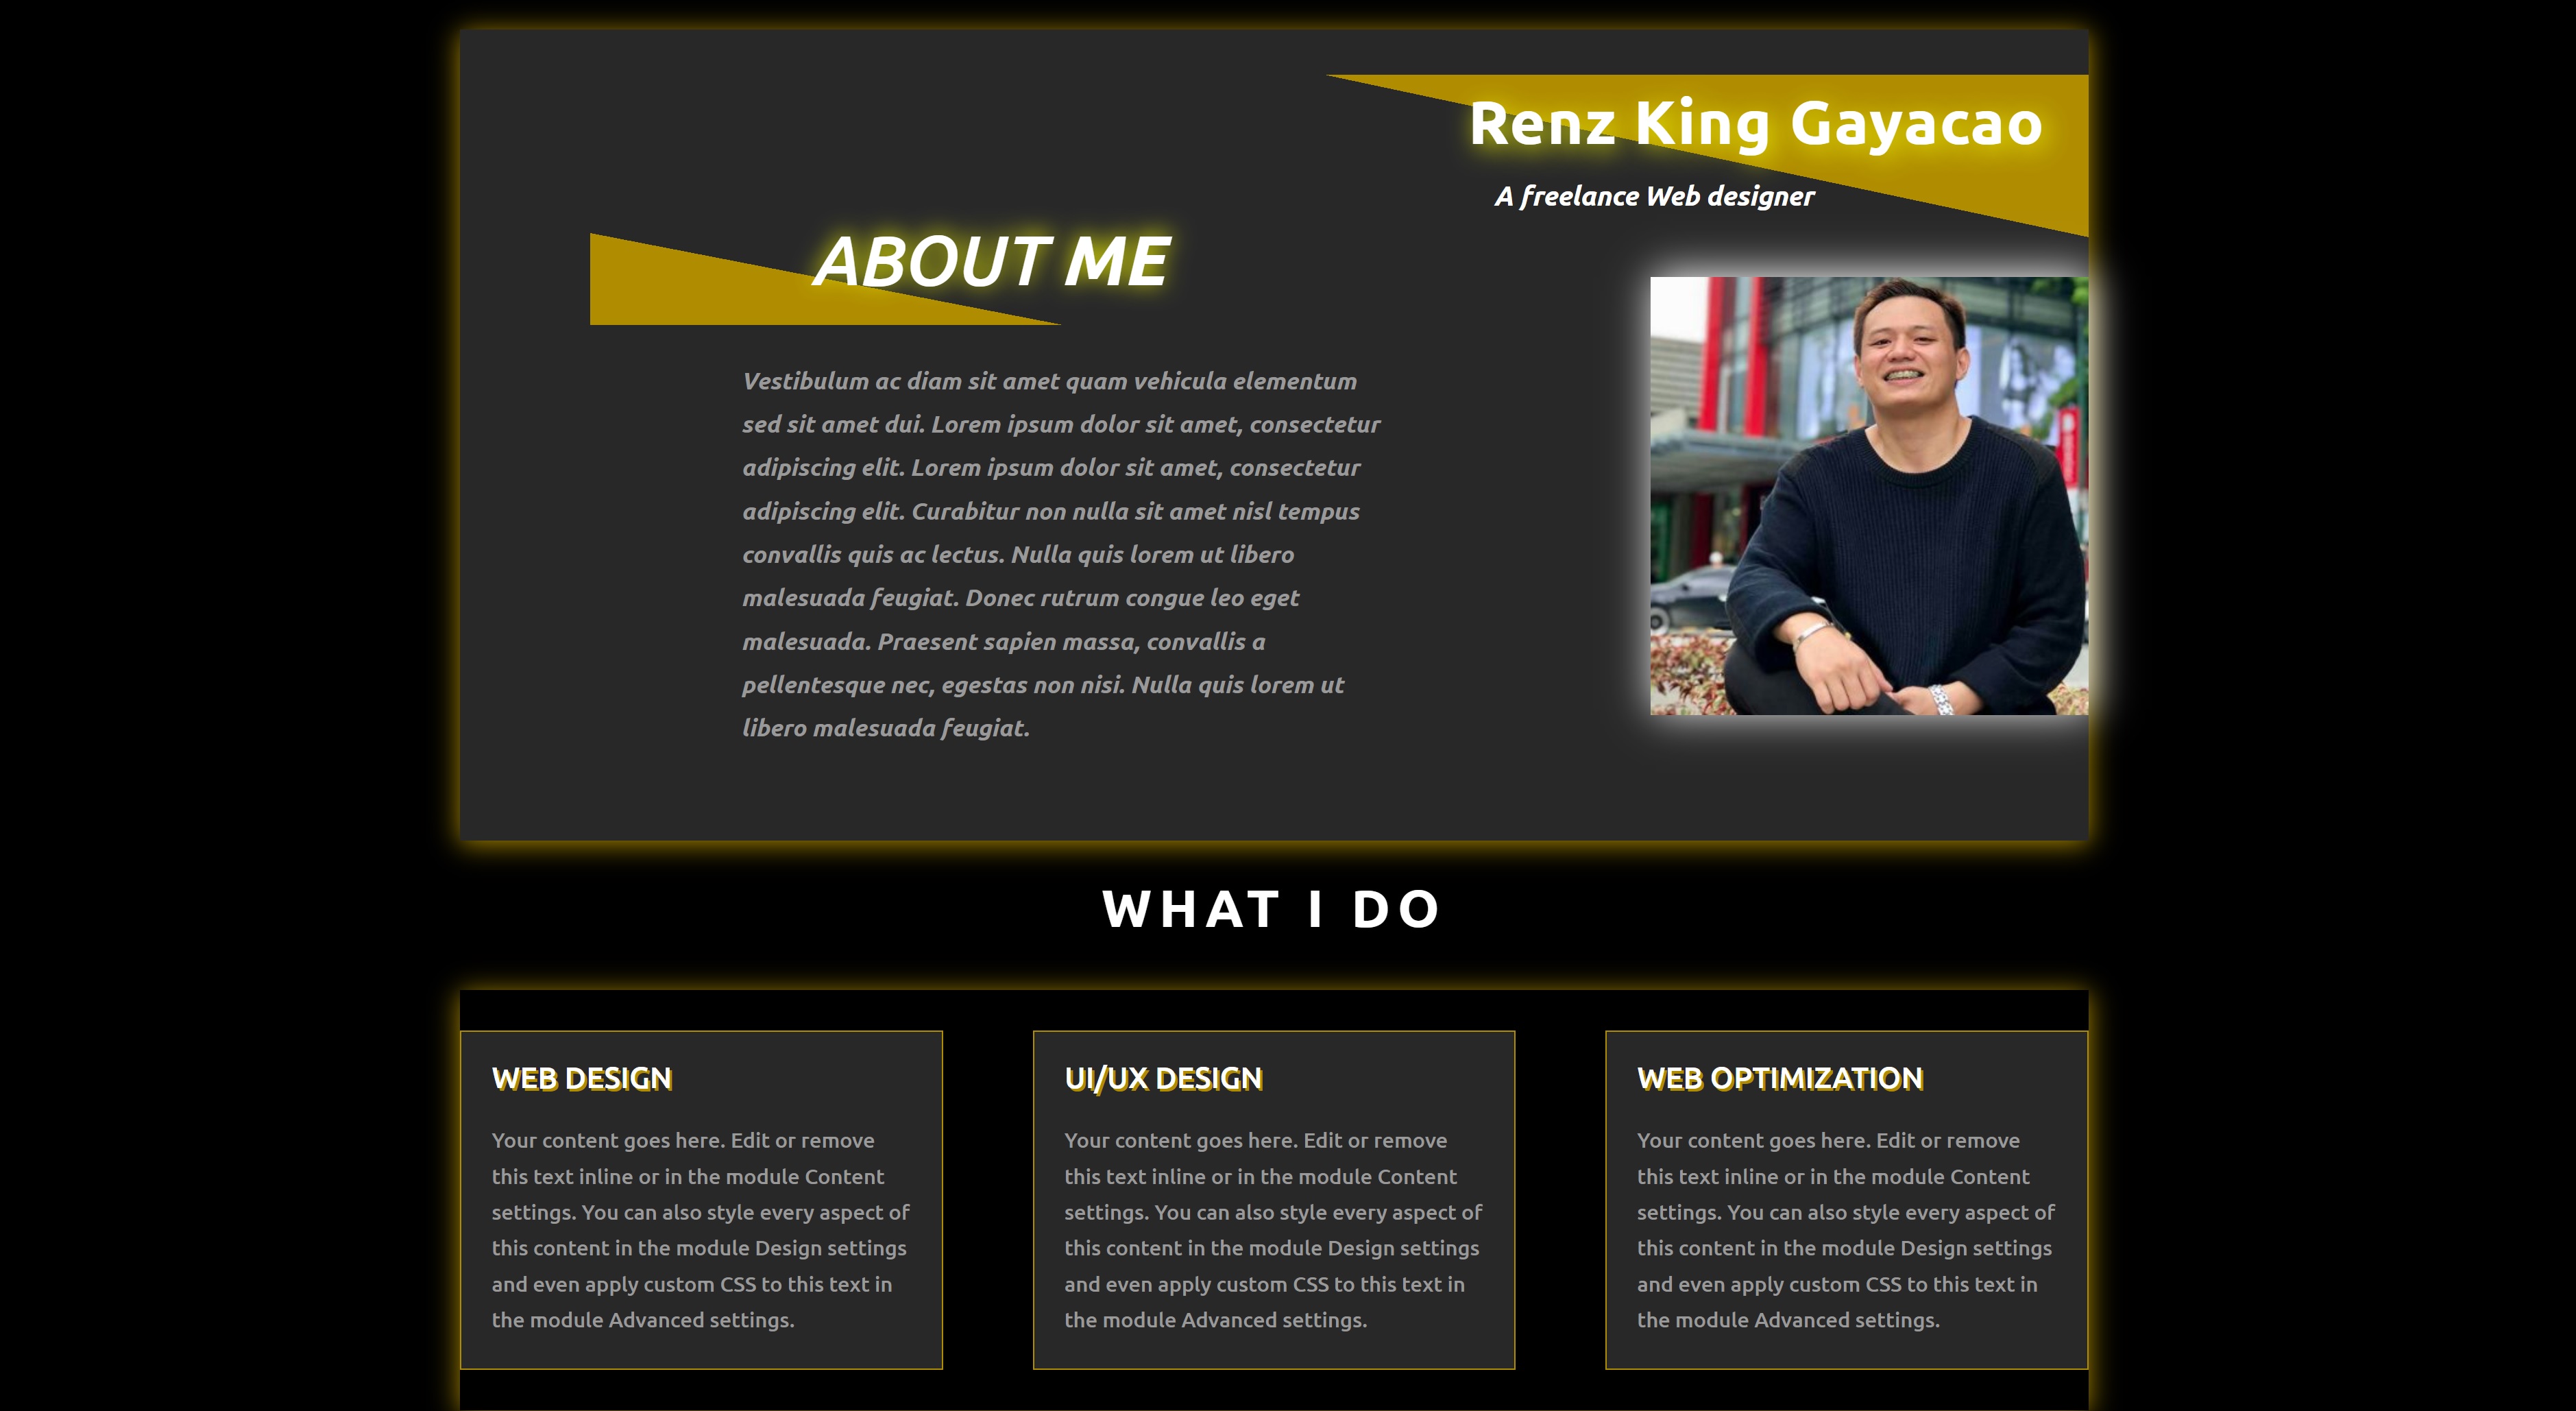 Renz King Gayacao
A freelance Web designer
ABOUT ME
Vestibulum ac diam sit amet quam vehicula elementum
sed sit amet dui. Lorem ipsum dolor sit amet, consectetur
adipiscing elit. Lorem ipsum dolor sit amet, consectetur
adipiscing elit. Curabitur non nulla sit amet nisl tempus
convallis quis ac lectus. Nulla quis lorem ut libero
malesuada feugiat. Donec rutrum congue leo eget
malesuada. Praesent sapien massa, convallis a
pellentesque nec, egestas non nisi. Nulla quis lorem ut
libero malesuada feugiat.
WHAT I DO
WEB DESIGN
Your content goes here. Edit or remove
this text inline or in the module Content
settings. You can also style every aspect of
this content in the module Design settings
and even apply custom CSS to this text in
the module Advanced settings.
UI/UX DESIGN
Your content goes here. Edit or remove
this text inline or in the module Content
settings. You can also style every aspect of
this content in the module Design settings
and even apply custom CSS to this text in
the module Advanced settings.
WEB OPTIMIZATION
Your content goes here. Edit or remove
this text inline or in the module Content
settings. You can also style every aspect of
this content in the module Design settings
and even apply custom CSS to this text in
the module Advanced settings.